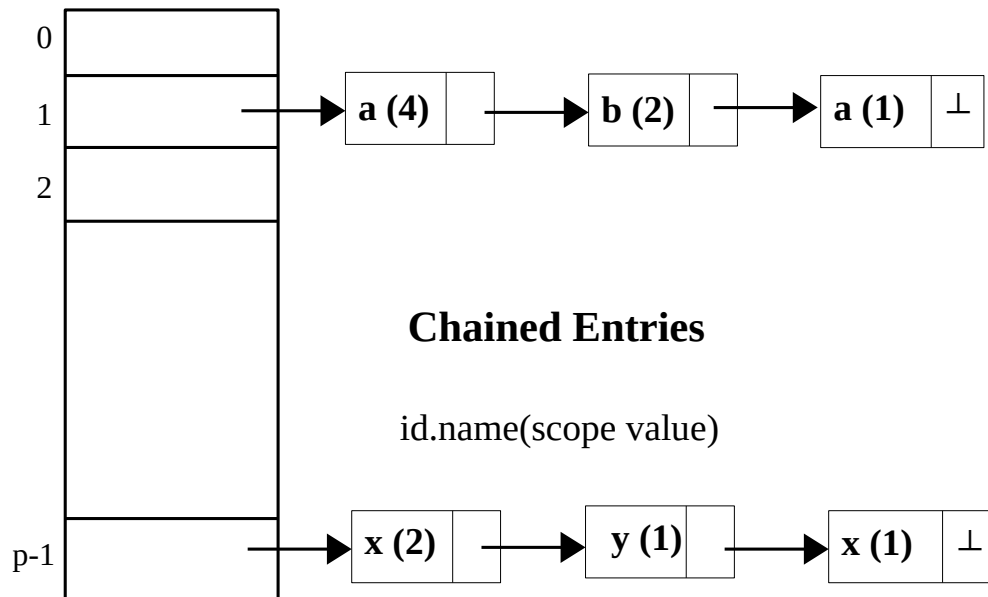 0
1
a (4) b (2) a (1) ⊥
2
Chained Entries
id.name(scope value)
p-1
x (2) y (1) x (1) ⊥